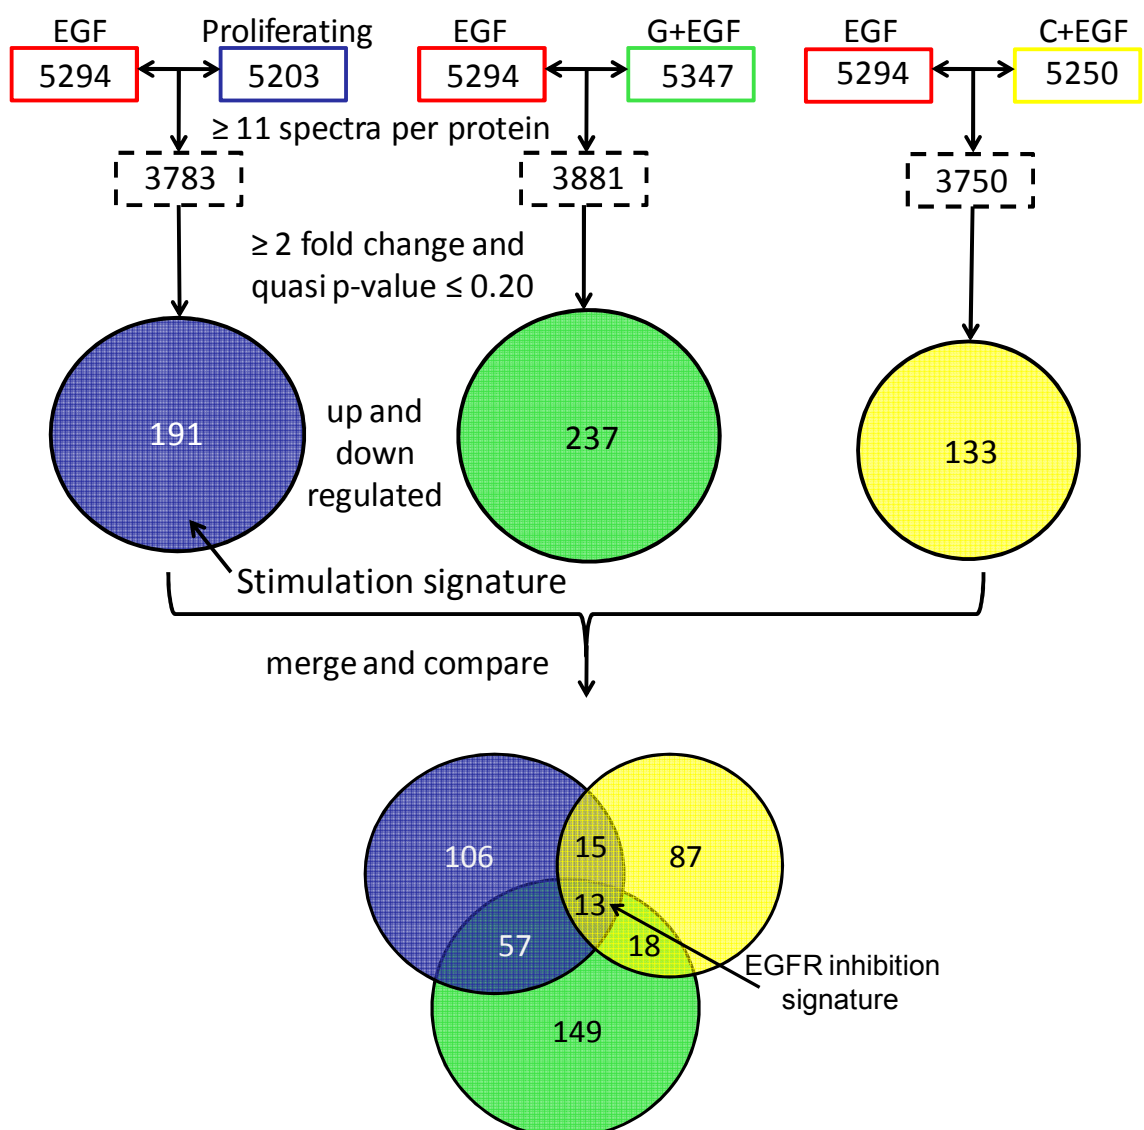 EGF Proliferating EGF G+EGF EGF C+EGF
5294 5203 5294 5347 5294 5250
≥ 11 spectra per protein
3783 3881 3750
≥ 2 fold change and
quasi p-value ≤ 0.20
191 up and
down
regulated 237 133
Stimulation signature
merge and compare
106 15 87
13
57 18
EGFR inhibition
signature
149